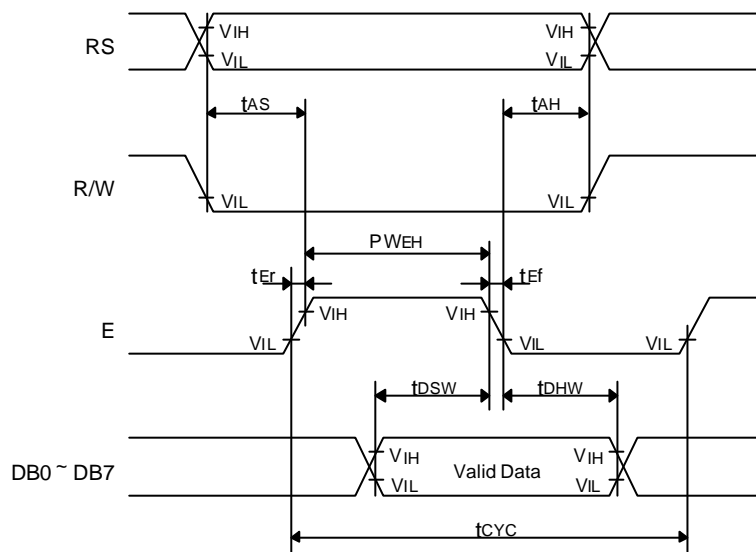 RS
VIH
VIL
VIH
VIL
tAS
tAH
R/W
VIL
VIL
PWEH
tEr
tEf
E
VIH
VIH
VIL
VIL
VIL
tDSW
tDHW
DB0 ~ DB7
VIH
VIL
Valid Data
VIH
VIL
tCYC